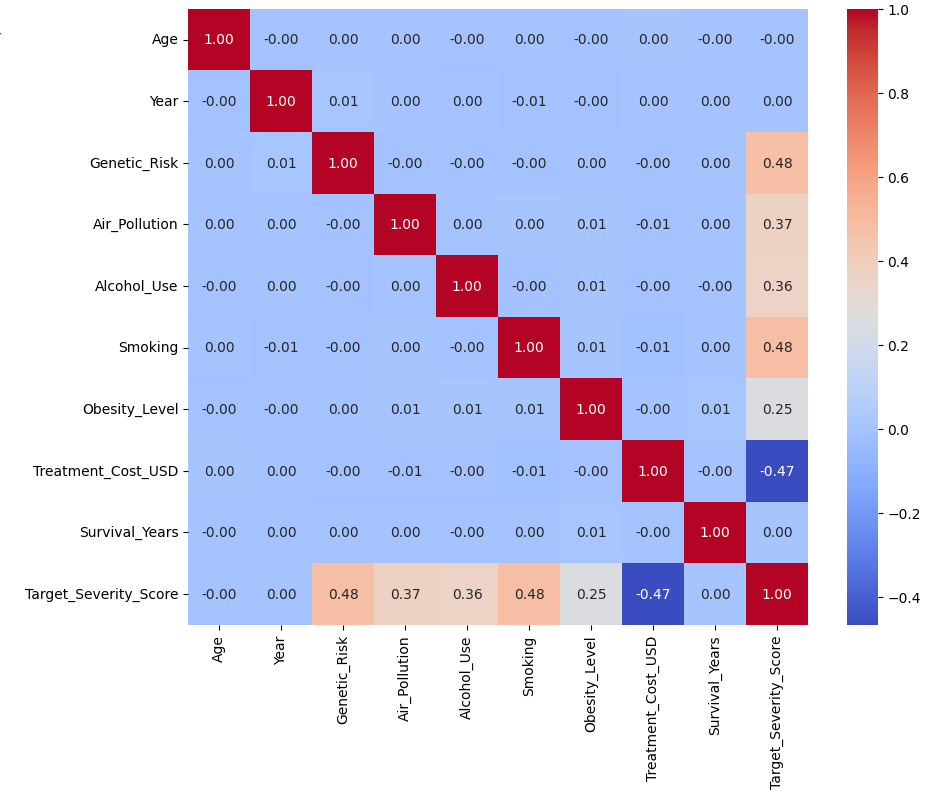 Age 1.00 -0.00 0.00 0.00 -0.00 0.00 -0.00 0.00 -0.00 -0.00
Year -0.00 1.00 0.01 0.00 0.00 -0.01 -0.00 0.00 0.00 0.00
Genetic_Risk 0.00 0.01 1.00 -0.00 -0.00 -0.00 0.00 -0.00 0.00 0.48
Air_Pollution 0.00 0.00 -0.00 1.00 0.00 0.00 0.01 -0.01 0.00 0.37
Alcohol_Use -0.00 0.00 -0.00 0.00 1.00 -0.00 0.01 -0.00 -0.00 0.36
Smoking 0.00 -0.01 -0.00 0.00 -0.00 1.00 0.01 -0.01 0.00 0.48
Obesity_Level -0.00 -0.00 0.00 0.01 0.01 0.01 1.00 -0.00 0.01 0.25
Treatment_Cost_USD 0.00 0.00 -0.00 -0.01 -0.00 -0.01 -0.00 1.00 -0.00 -0.47
Survival_Years -0.00 0.00 0.00 0.00 -0.00 0.00 0.01 -0.00 1.00 0.00
Target_Severity_Score -0.00 0.00 0.48 0.37 0.36 0.48 0.25 -0.47 0.00 1.00
Age
Year
Genetic_Risk
Air_Pollution
Alcohol_Use
Smoking
Obesity_Level
Treatment_Cost_USD
Survival_Years
Target_Severity_Score
1.0
0.8
0.6
0.4
0.2
0.0
−0.2
−0.4